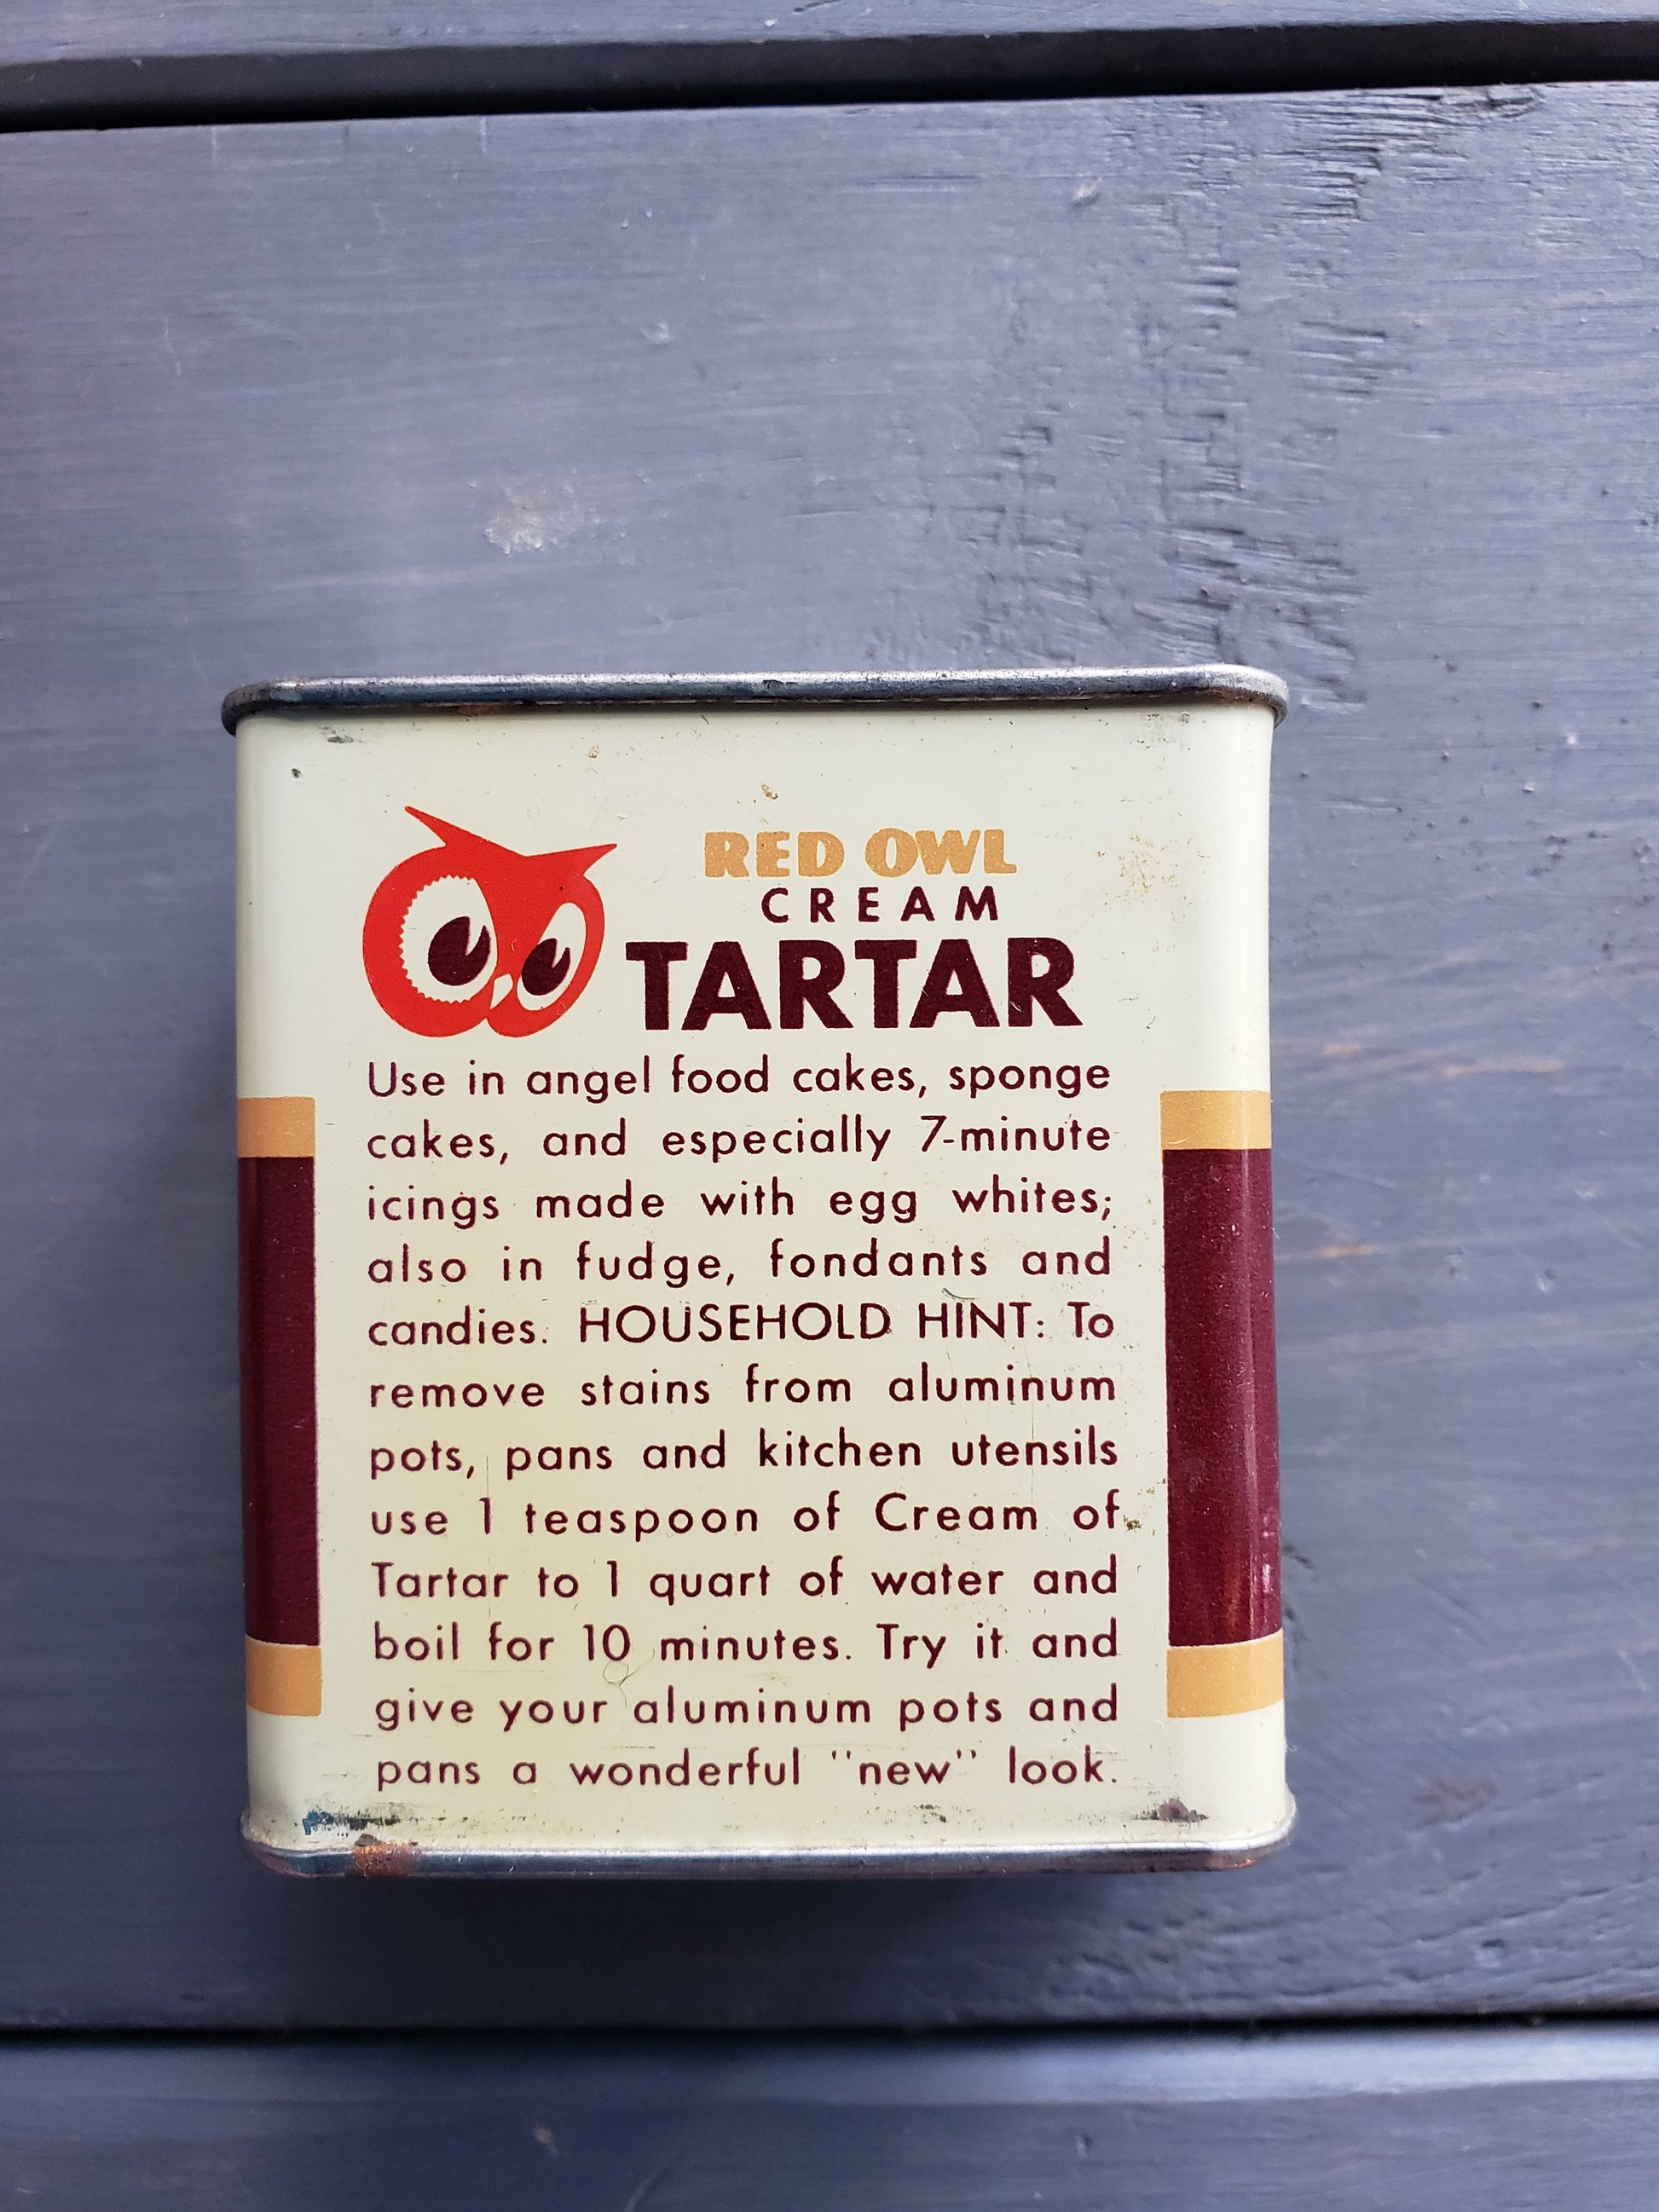 RED OWL
CREAM
TARTAR
Use in angel food cakes, sponge
cakes, and especially 7-minute
icings made with egg whites;
also in fudge, fondants and
candies. HOUSEHOLD HINT: To
remove stains from aluminum
pots, pans and kitchen utensils
use 1 teaspoon of Cream of
Tartar to 1 quart of water and
boil for 10 minutes. Try it and
give your aluminum pots and
pans a wonderful "new" look.